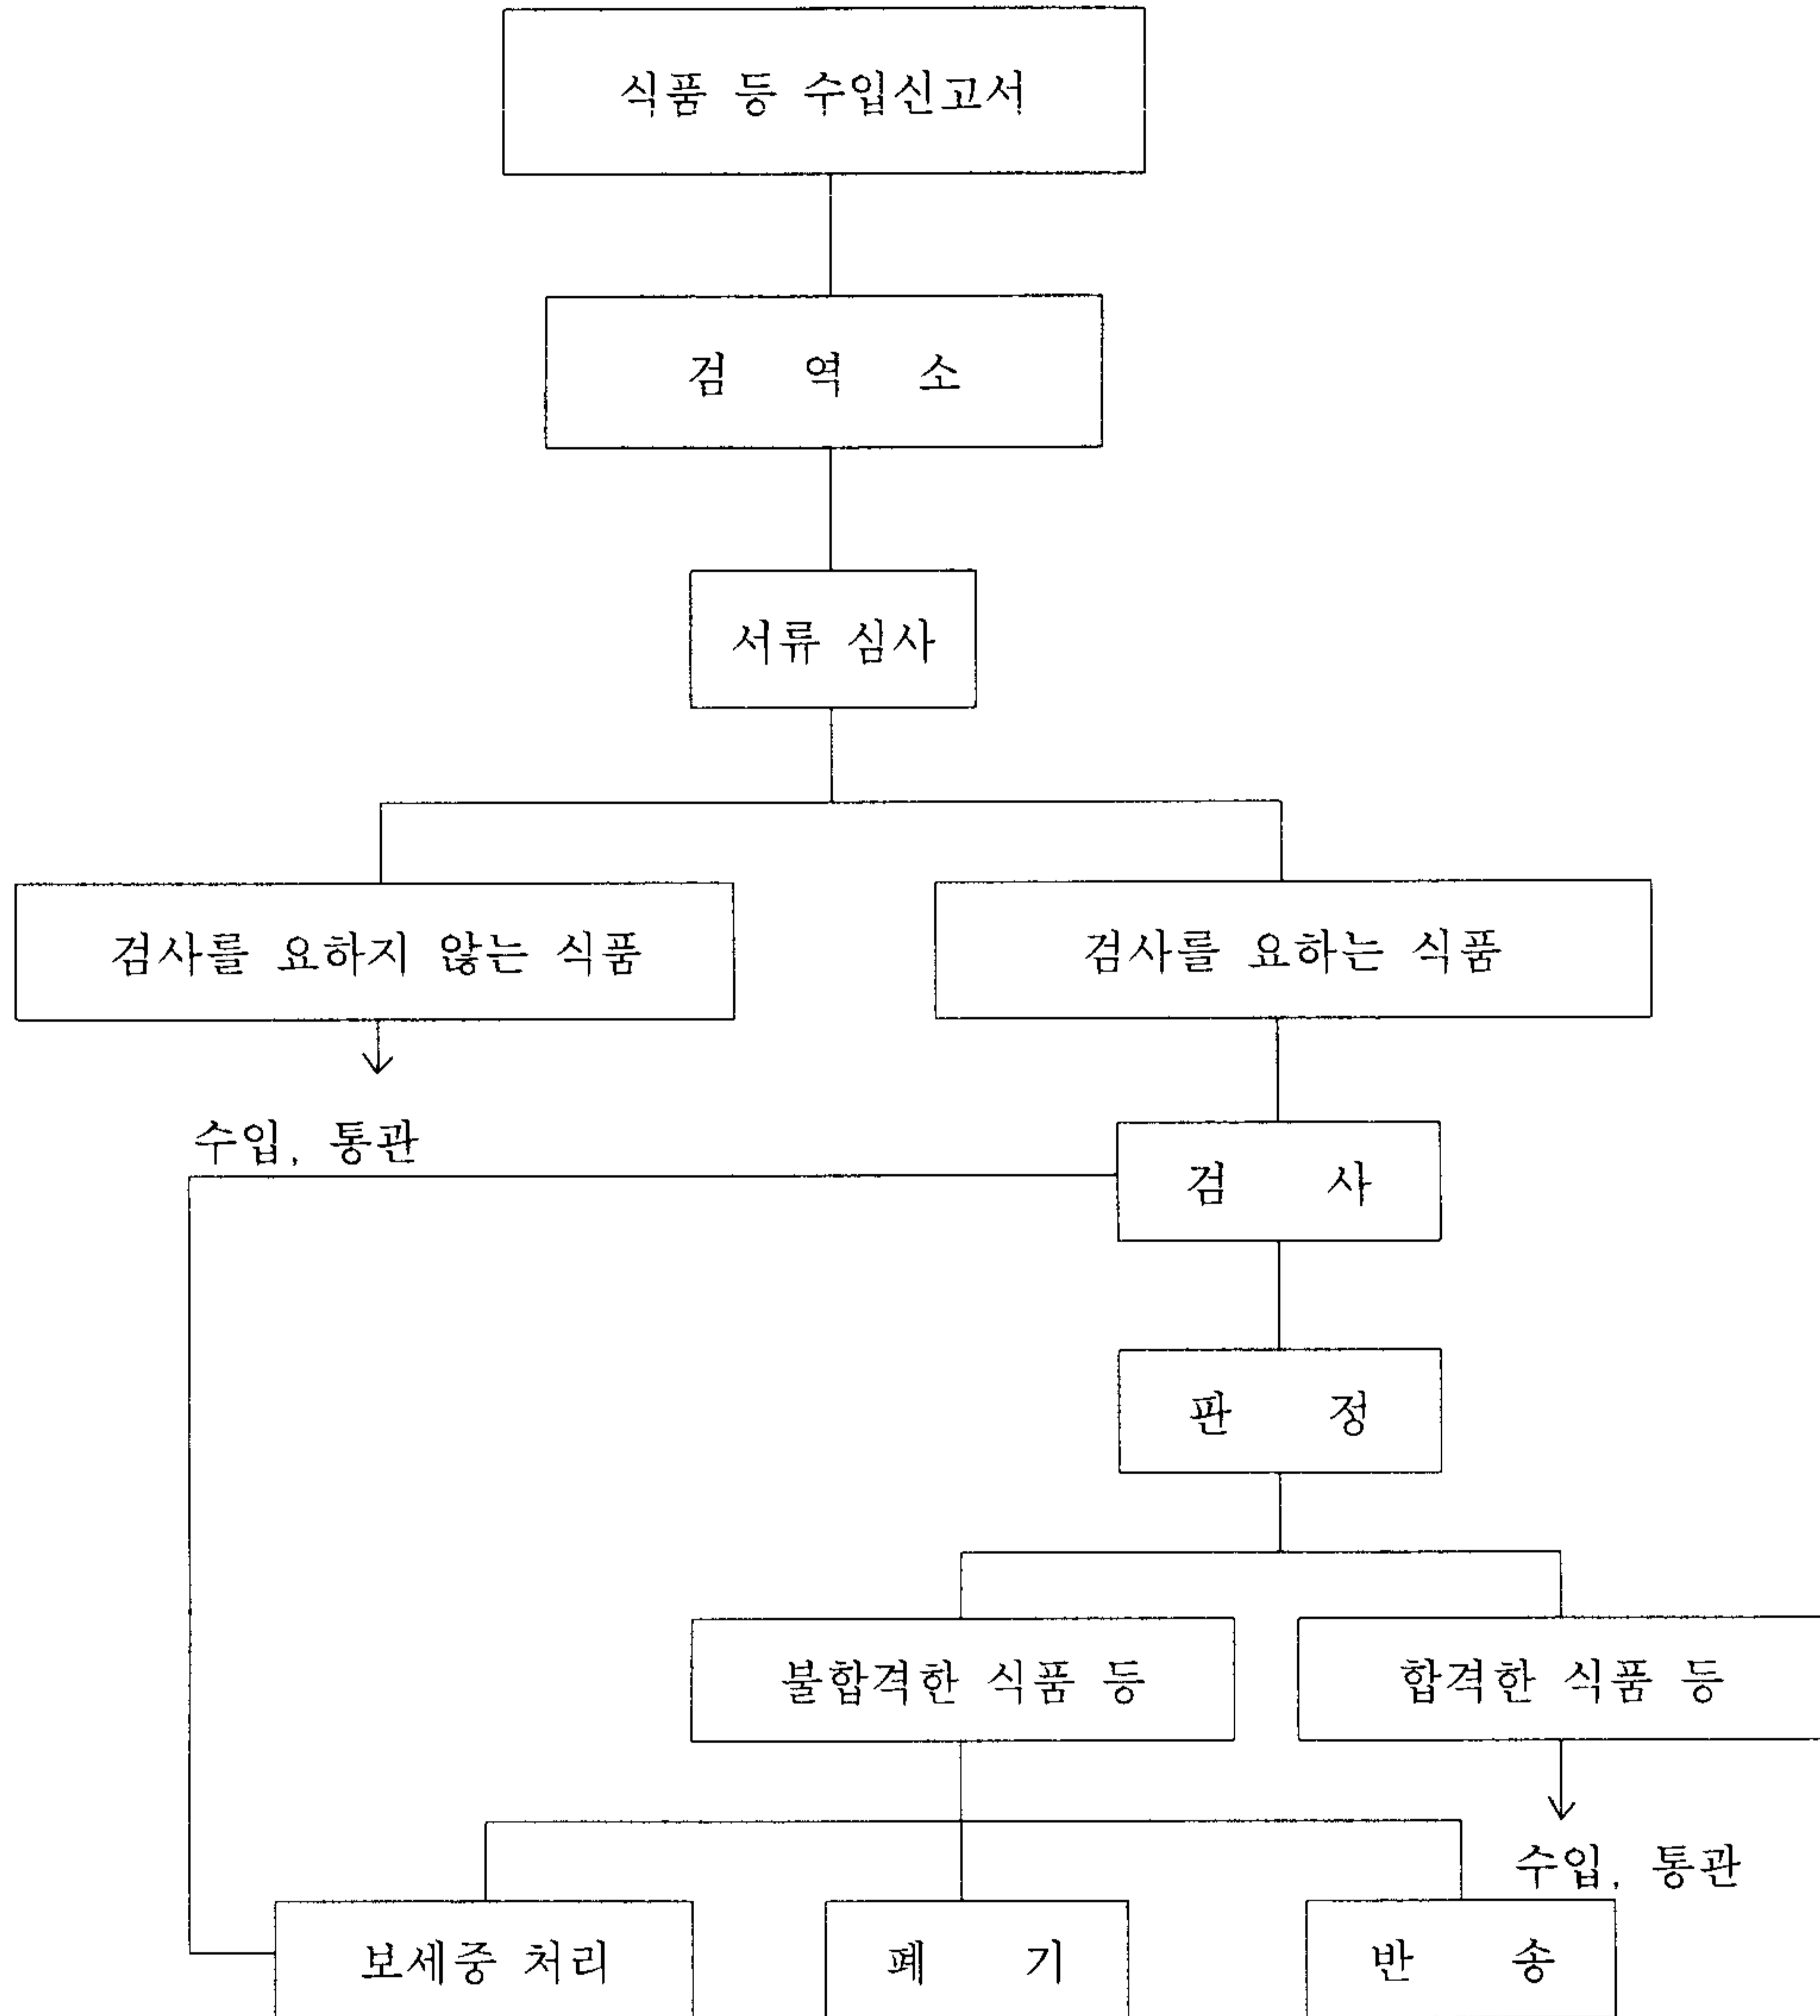 식품 등 수입신고서
검 역 소
서류 심사
검사를 요하지 않는 식품
검사를 요하는 식품
수입, 통관
검 사
판 정
불합격한 식품 등
합격한 식품 등
수입, 통관
보세중 처리
폐 기
반 송